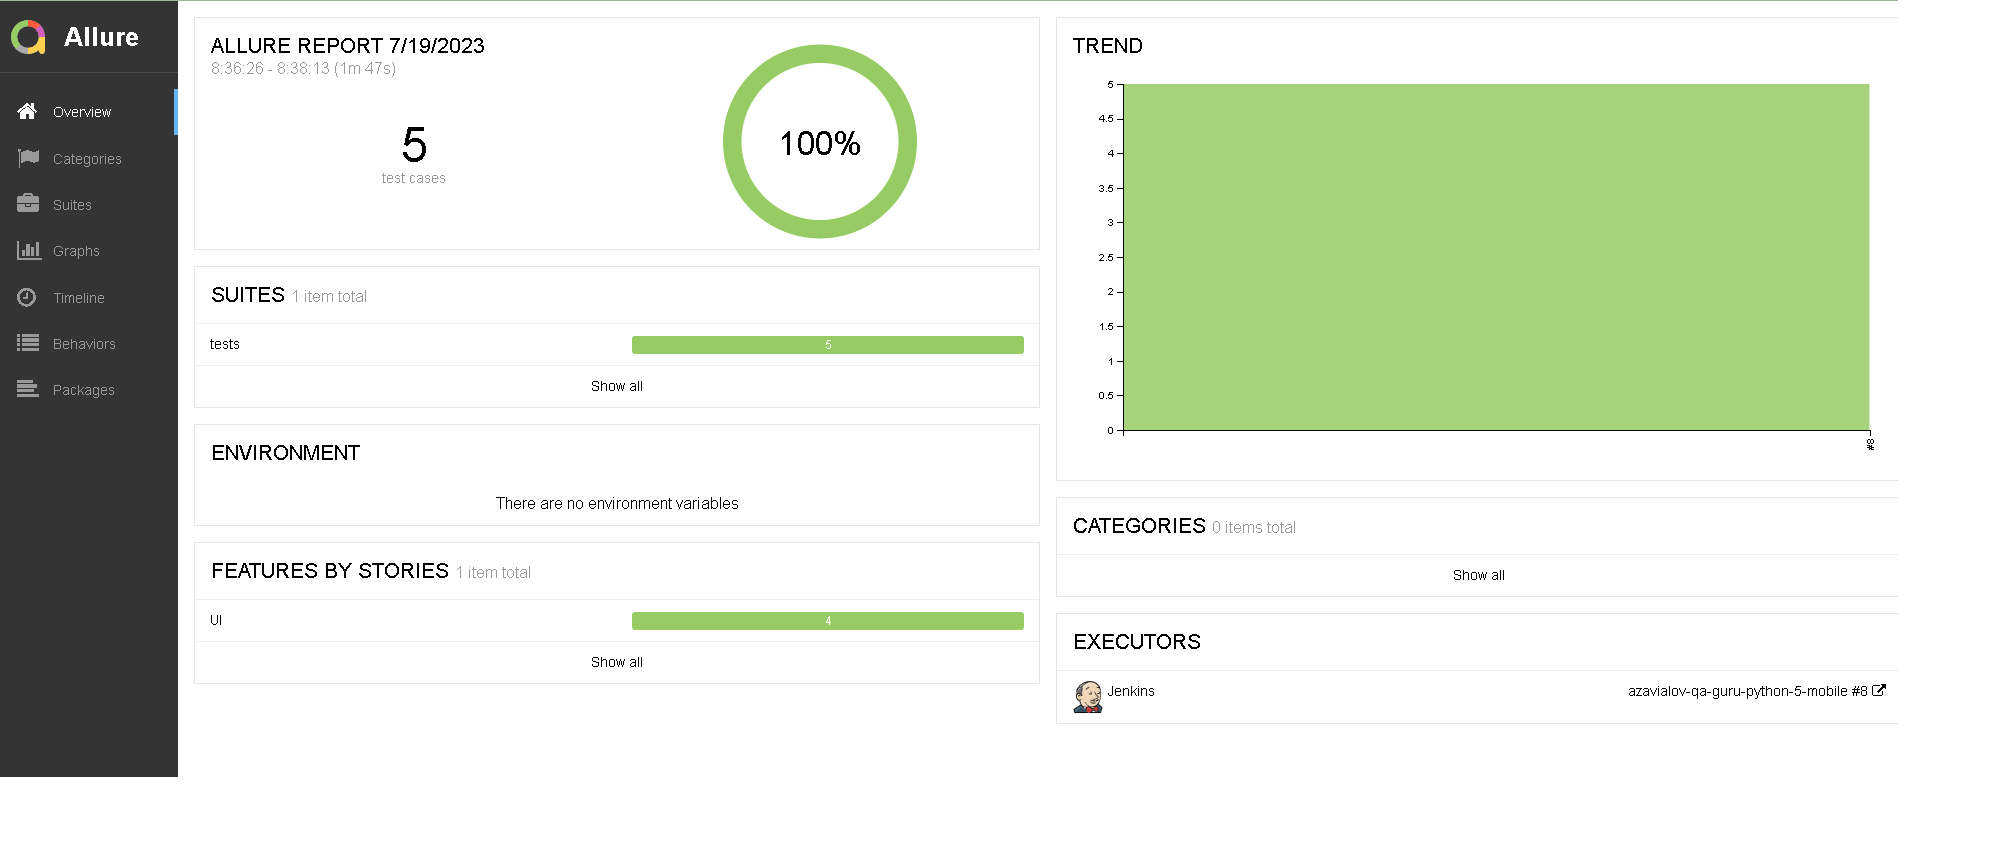 Allure
Overview
Categories
Suites
Graphs
Timeline
Behaviors
Packages
ALLURE REPORT 7/19/2023
8:36:26 - 8:38:13 (1m 47s)
5
test cases
100%
SUITES 1 item total
tests 5
Show all
ENVIRONMENT
There are no environment variables
FEATURES BY STORIES 1 item total
UI 4
Show all
TREND
5
4.5
4
3.5
3
2.5
2
1.5
1
0.5
0
#8
CATEGORIES 0 items total
Show all
EXECUTORS
Jenkins azavialov-qa-guru-python-5-mobile #8